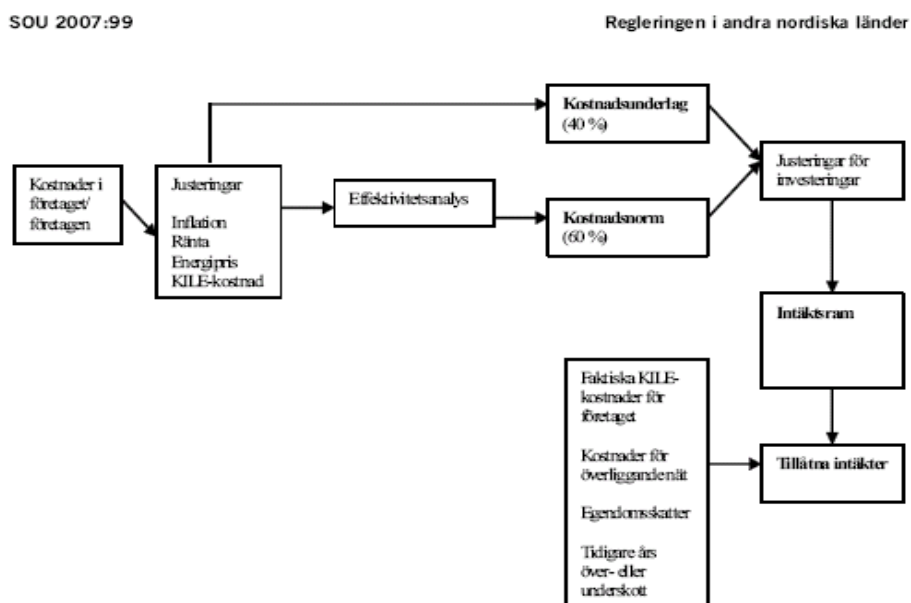 SOU 2007:99
Regleringen i andra nordiska länder
Kostnadsunderlag
(40 %)
Kostnader i
företaget/
företagen
Justeringar
Inflation
Ränta
Energipris
KILE-kostnad
Effektivitetsanalys
Kostnadsnorm
(60 %)
Justeringar för
investeringar
Intäktsram
Faktiska KILE-
kostnader för
företaget
Kostnader för
överliggande nät
Egendomsskatter
Tidigare års
över- eller
underskott
Tillåtna intäkter